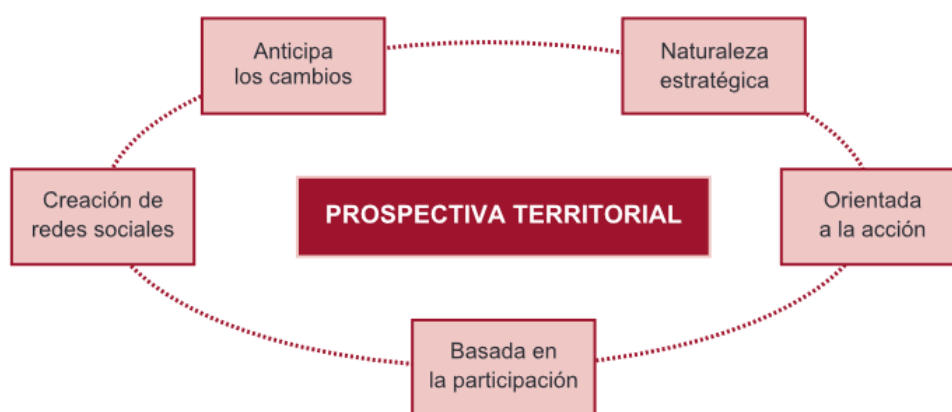 Anticipa
los cambios
Naturaleza
estratégica
Creación de
redes sociales
PROSPECTIVA TERRITORIAL
Orientada
a la acción
Basada en
la participación